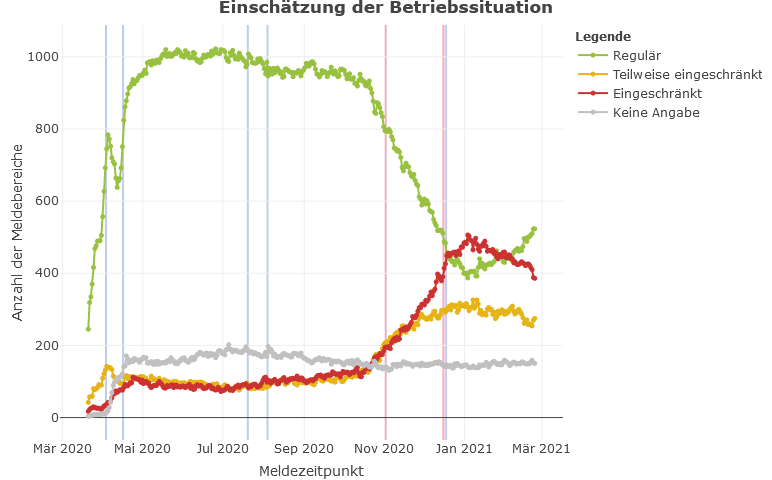 Einschätzung der Betriebssituation
Legende
Regulär
Teilweise eingeschränkt
Eingeschränkt
Keine Angabe
Anzahl der Meldebereiche
1000
800
600
400
200
0
Mär 2020
Mai 2020
Jul 2020
Sep 2020
Nov 2020
Jan 2021
Mär 2021
Meldezeitpunkt